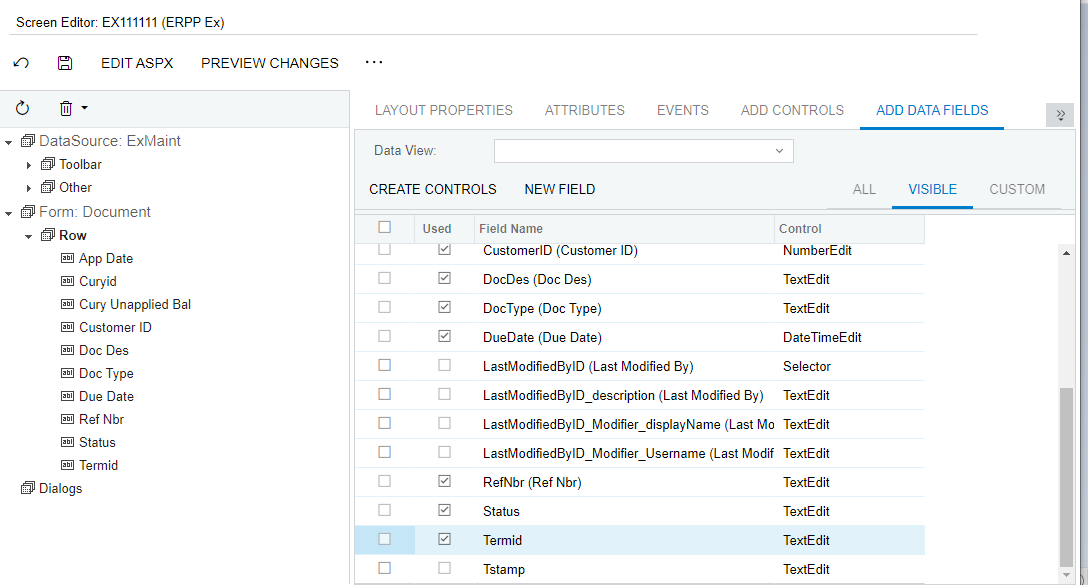 Screen Editor: EX111111 (ERPP Ex)
EDIT ASPX PREVIEW CHANGES ...
LAYOUT PROPERTIES ATTRIBUTES EVENTS ADD CONTROLS ADD DATA FIELDS
DataSource: ExMaint
Toolbar
Other
Form: Document
Row
App Date
Curyid
Cury Unapplied Bal
Customer ID
Doc Des
Doc Type
Due Date
Ref Nbr
Status
Termid
Dialogs
Data View:
CREATE CONTROLS NEW FIELD ALL VISIBLE CUSTOM
Used Field Name Control
CustomerID (Customer ID) NumberEdit
DocDes (Doc Des) TextEdit
DocType (Doc Type) TextEdit
DueDate (Due Date) DateTimeEdit
LastModifiedByID (Last Modified By) Selector
LastModifiedByID_description (Last Modified By) TextEdit
LastModifiedByID_Modifier_displayName (Last Mo TextEdit
LastModifiedByID_Modifier_Username (Last Modif TextEdit
RefNbr (Ref Nbr) TextEdit
Status TextEdit
Termid TextEdit
Tstamp TextEdit